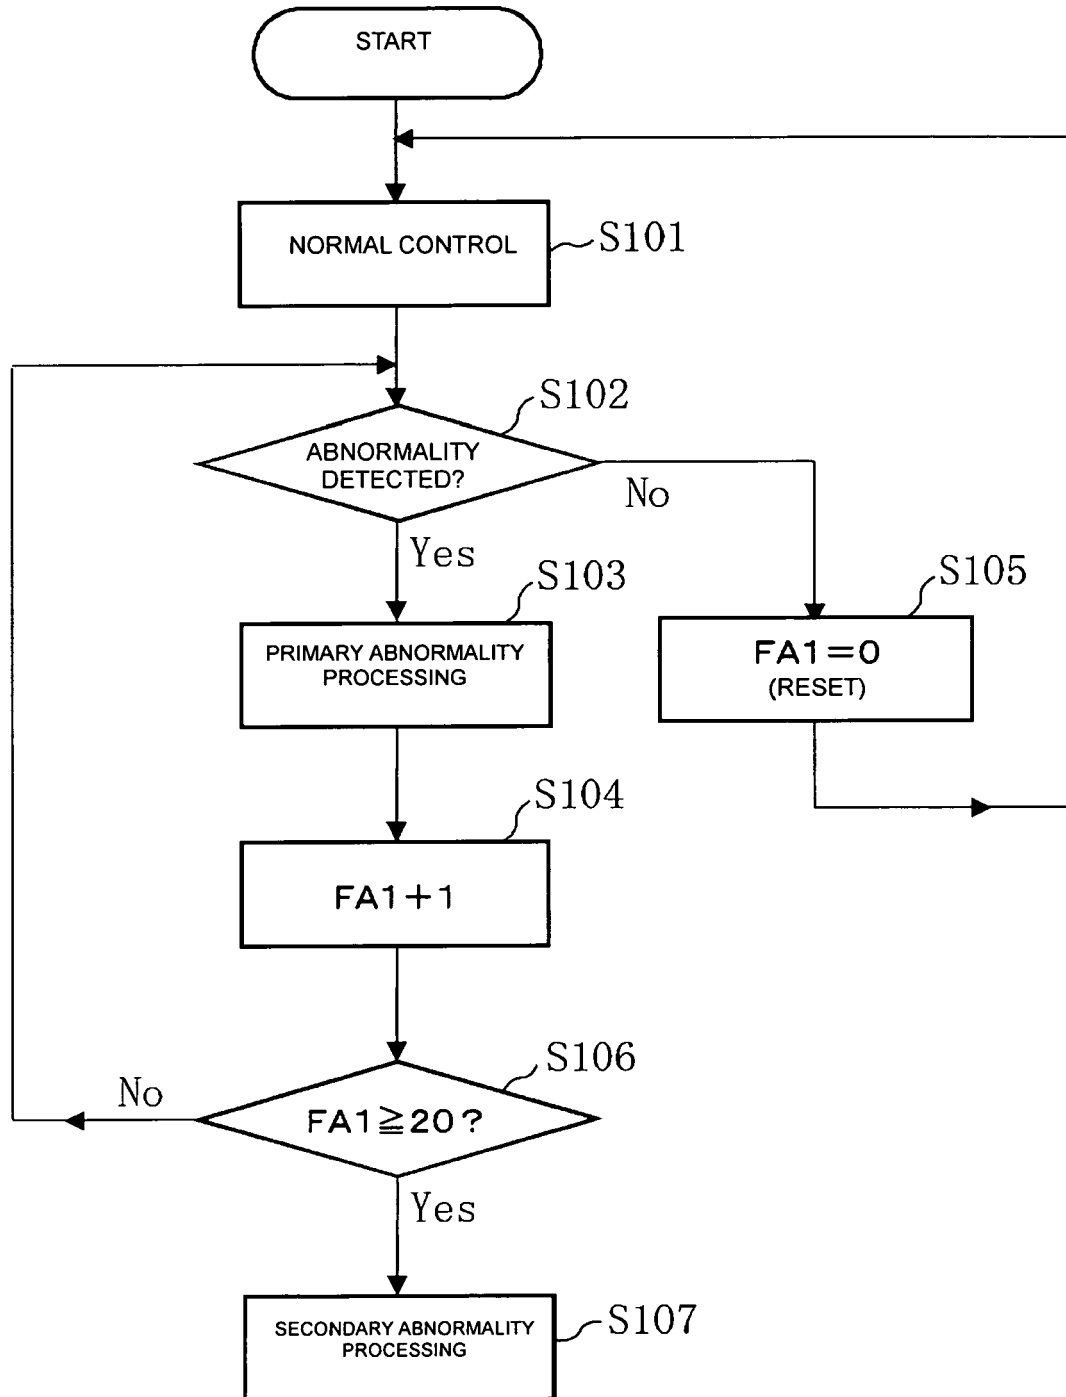 START
NORMAL CONTROL
S101
S102
ABNORMALITY
DETECTED?
No
Yes
S103
PRIMARY ABNORMALITY
PROCESSING
S105
FA1=0
(RESET)
S104
FA1+1
S106
No
FA1≧20?
Yes
S107
SECONDARY ABNORMALITY
PROCESSING